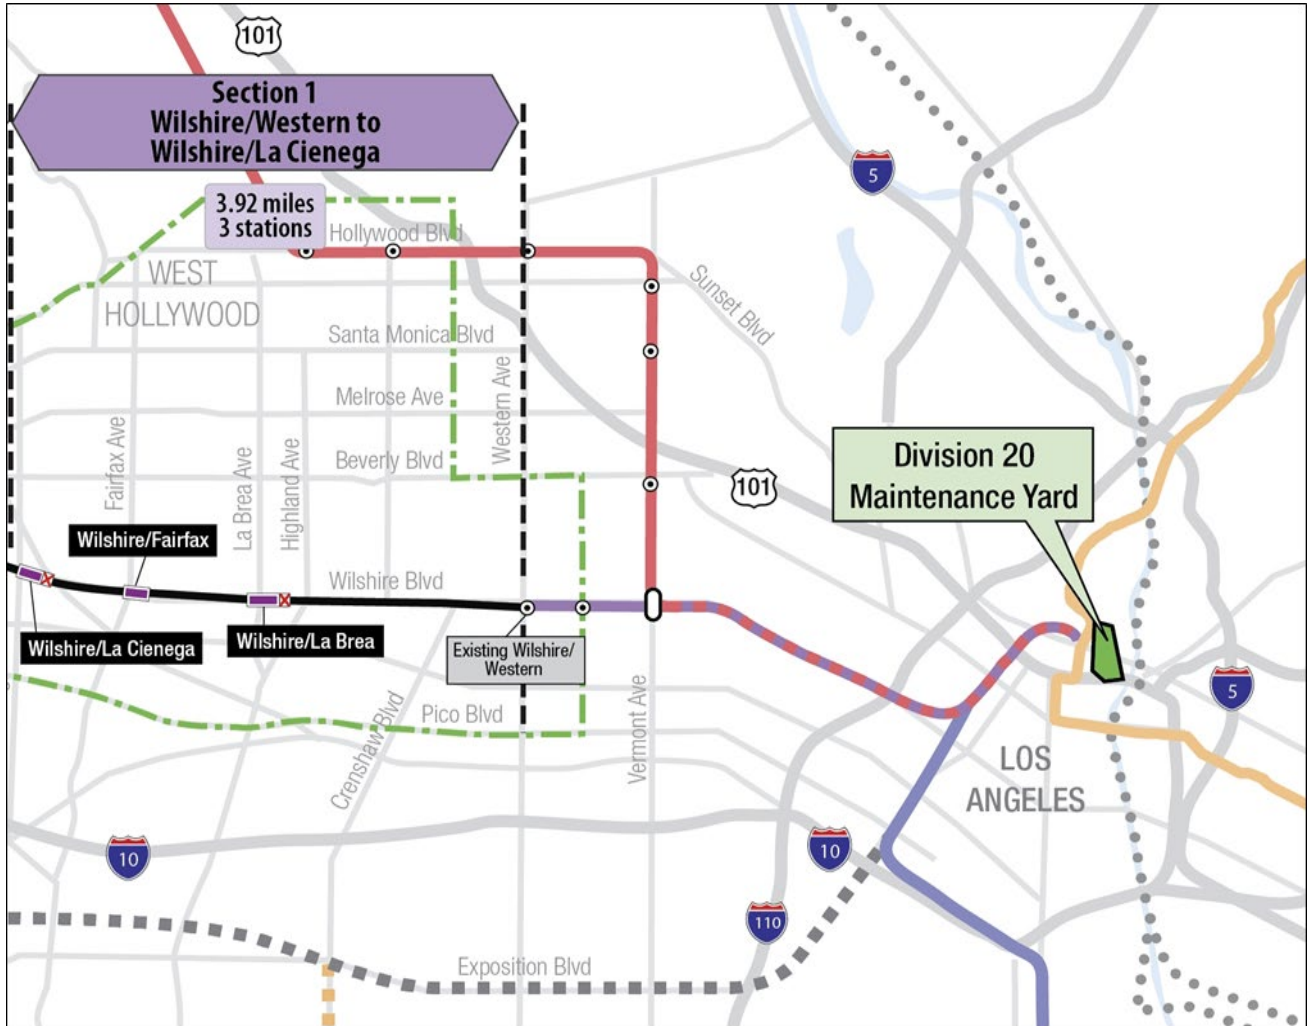 101
Section 1
Wilshire/Western to
Wilshire/La Cienega
3.92 miles
3 stations
Hollywood Blvd
5
WEST
HOLLYWOOD
Sunset Blvd
Santa Monica Blvd
Western Ave
Melrose Ave
Fairfax Ave
La Brea Ave
Highland Ave
Beverly Blvd
101
Division 20
Maintenance Yard
Wilshire/Fairfax
Wilshire Blvd
Wilshire/La Cienega
Wilshire/La Brea
Existing Wilshire/
Western
5
Crenshaw Blvd
Pico Blvd
Vermont Ave
LOS
ANGELES
10
10
110
Exposition Blvd